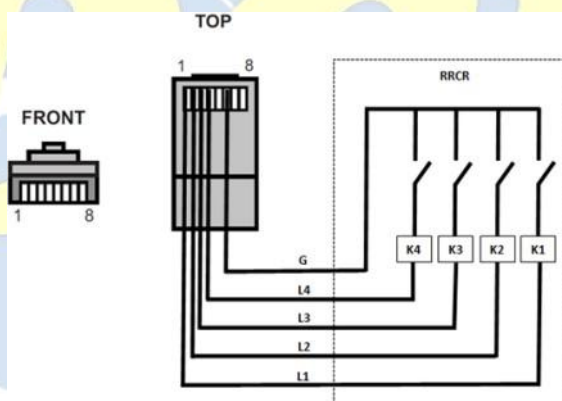 TOP
1 8
RRCR
FRONT
1 8
K4 K3 K2 K1
G
L4
L3
L2
L1